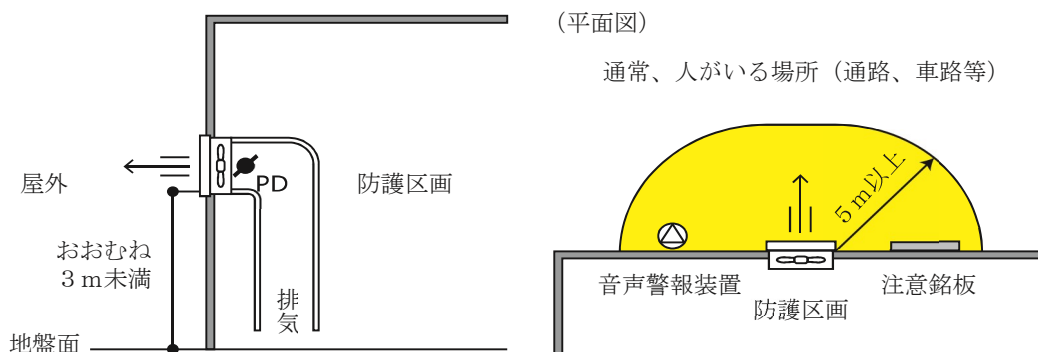 （平面図）
通常、人がいる場所（通路、車路等）
屋外
PD
防護区画
おおむね
３ｍ未満
排気
地盤面
５ｍ以上
音声警報装置
注意銘板
防護区画